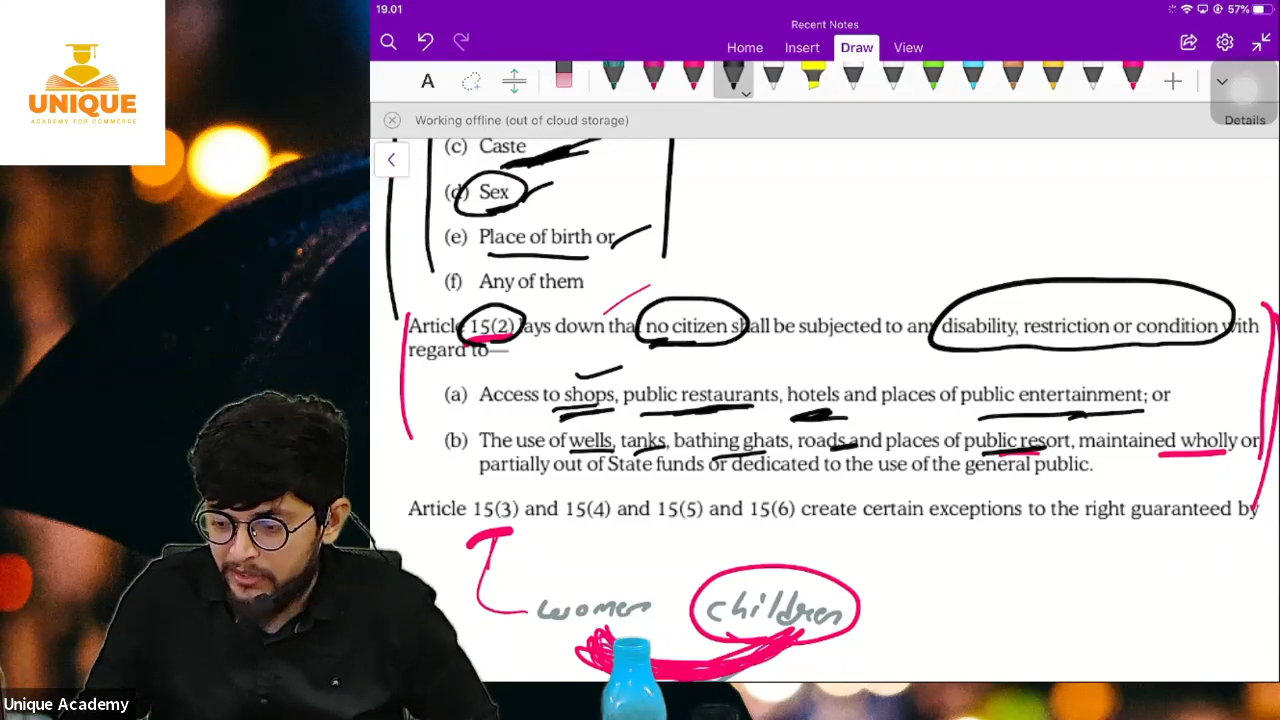 19.01
57%
Recent Notes
Home Insert Draw View
Working offline (out of cloud storage)
Details
UNIQUE
ACADEMY FOR COMMERCE
(c) Caste
(d) Sex
(e) Place of birth or
(f) Any of them
Article 15(2) lays down that no citizen shall be subjected to any disability, restriction or condition with
regard to—
(a) Access to shops, public restaurants, hotels and places of public entertainment; or
(b) The use of wells, tanks, bathing ghats, roads and places of public resort, maintained wholly or
partially out of State funds or dedicated to the use of the general public.
Article 15(3) and 15(4) and 15(5) and 15(6) create certain exceptions to the right guaranteed by
women children
Unique Academy